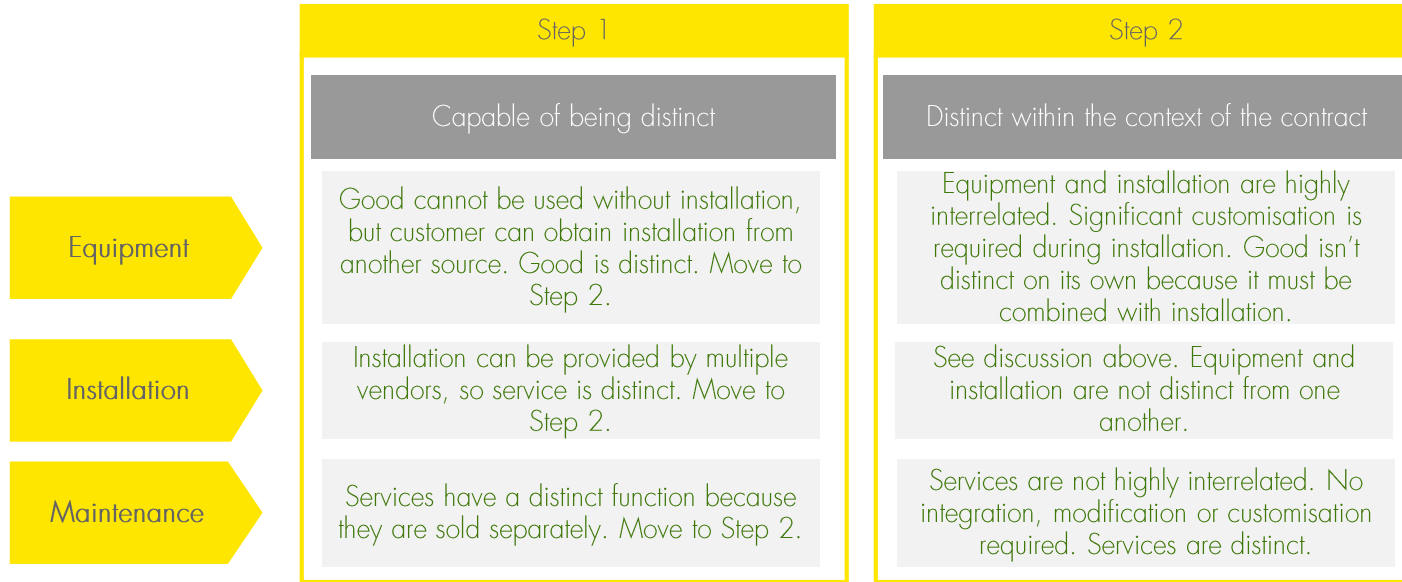 Step 1
Step 2
Capable of being distinct
Distinct within the context of the contract
Equipment
Good cannot be used without installation,
but customer can obtain installation from
another source. Good is distinct. Move to
Step 2.
Equipment and installation are highly
interrelated. Significant customisation is
required during installation. Good isn’t
distinct on its own because it must be
combined with installation.
Installation
Installation can be provided by multiple
vendors, so service is distinct. Move to
Step 2.
See discussion above. Equipment and
installation are not distinct from one
another.
Maintenance
Services have a distinct function because
they are sold separately. Move to Step 2.
Services are not highly interrelated. No
integration, modification or customisation
required. Services are distinct.